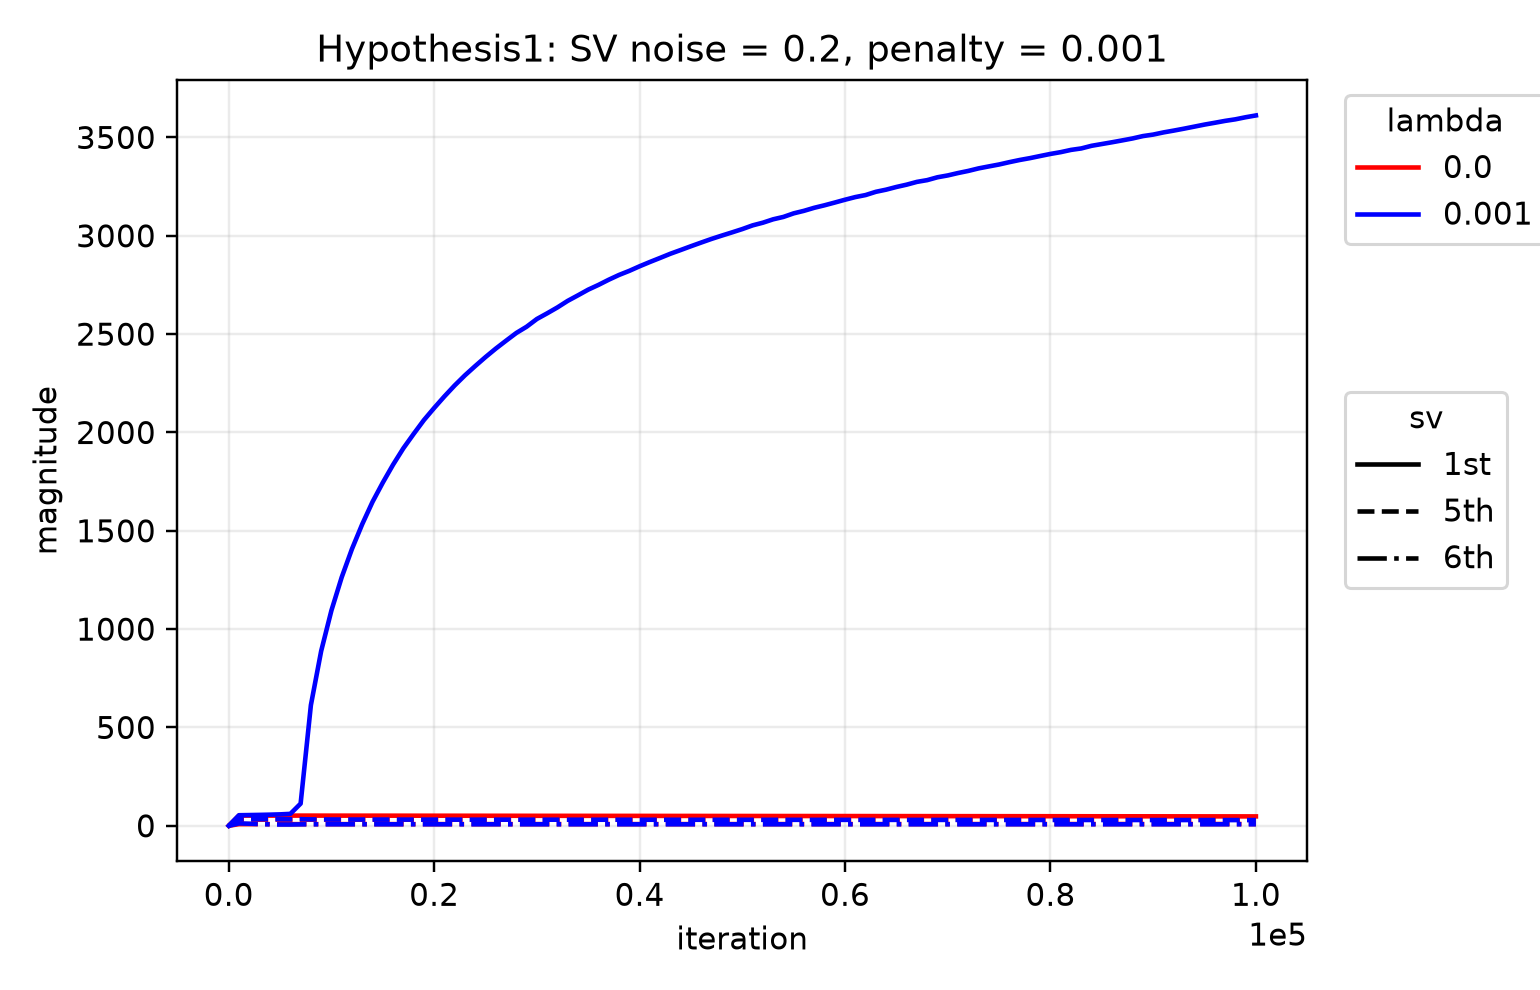 Hypothesis1: SV noise = 0.2, penalty = 0.001
lambda
0.0
0.001
sv
1st
5th
6th
magnitude
3500
3000
2500
2000
1500
1000
500
0
0.0 0.2 0.4 0.6 0.8 1.0
1e5
iteration